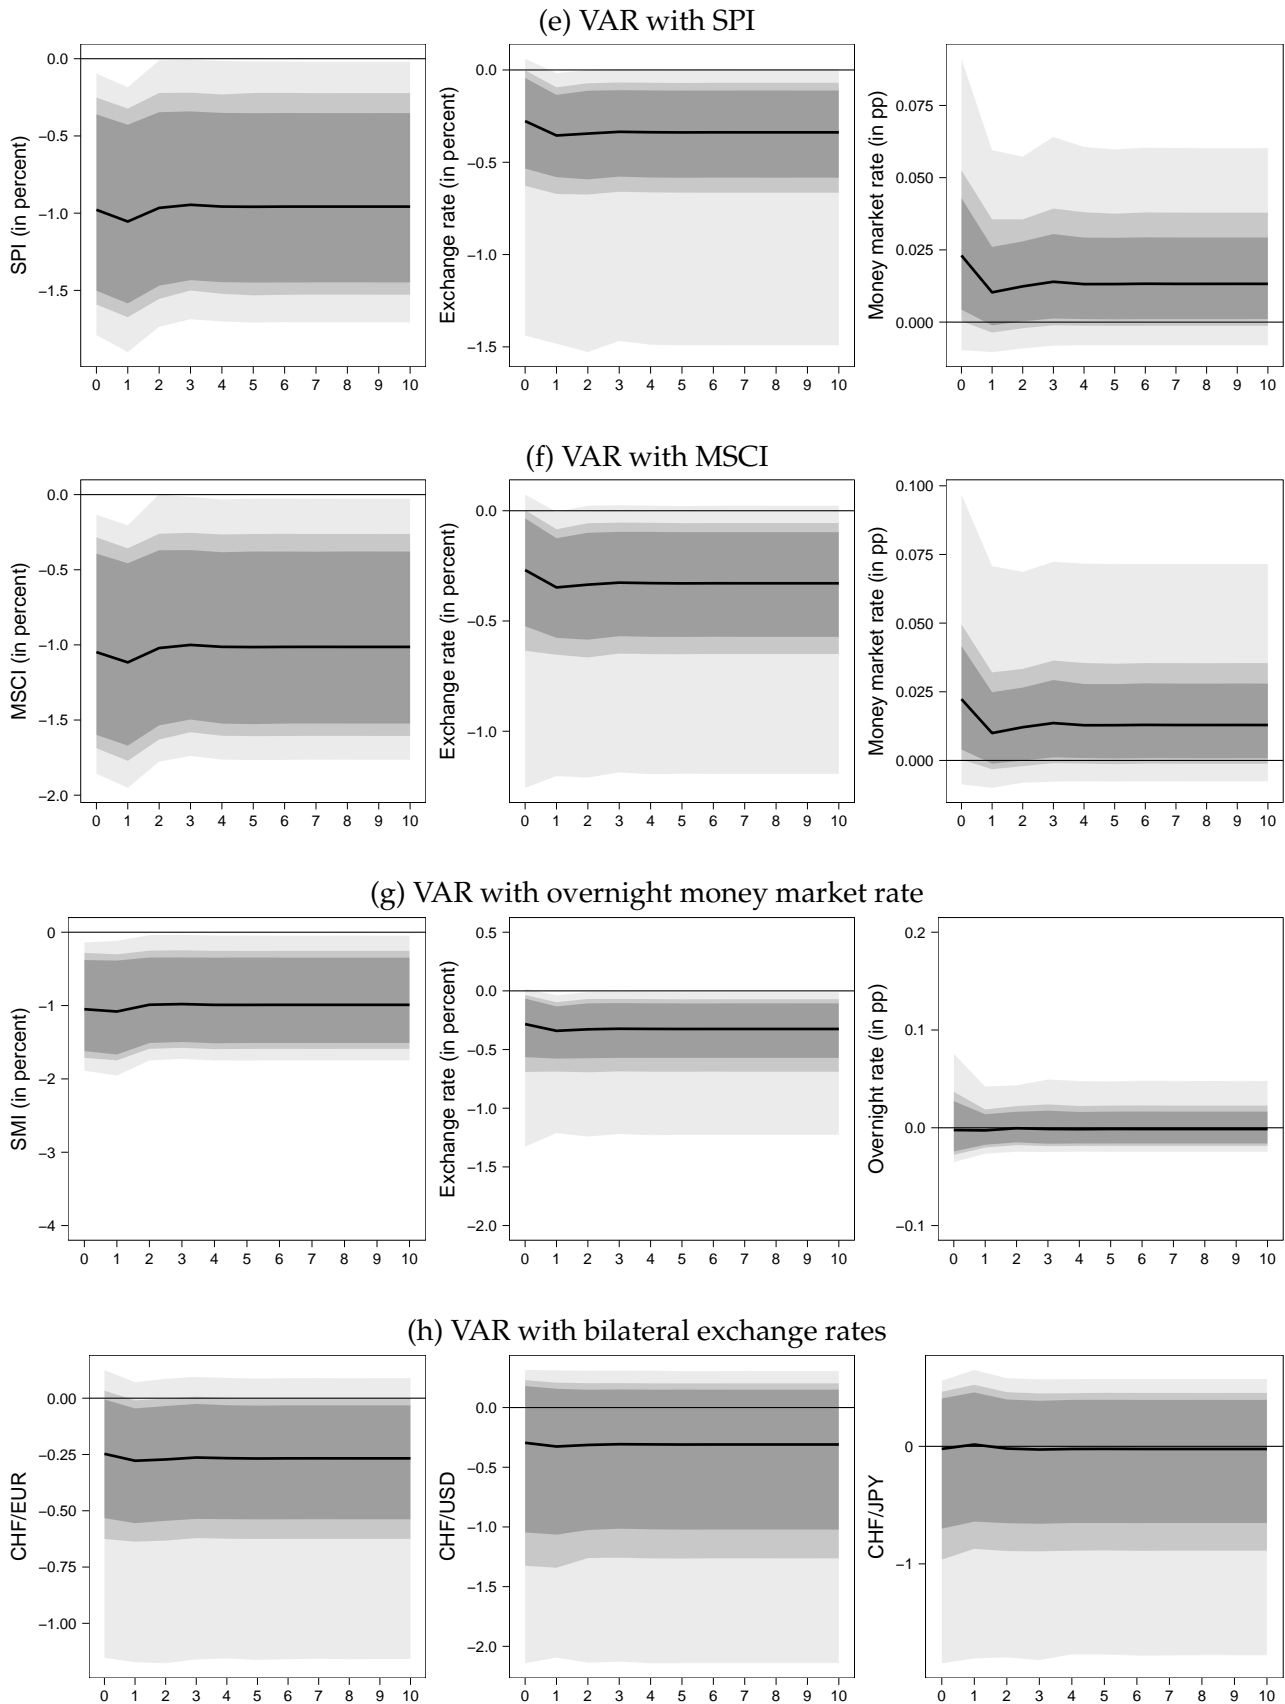 (e) VAR with SPI
SPI (in percent)
0.0
−0.5
−1.0
−1.5
0 1 2 3 4 5 6 7 8 9 10
Exchange rate (in percent)
0.0
−0.5
−1.0
−1.5
0 1 2 3 4 5 6 7 8 9 10
Money market rate (in pp)
0.075
0.050
0.025
0.000
0 1 2 3 4 5 6 7 8 9 10
(f) VAR with MSCI
MSCI (in percent)
0.0
−0.5
−1.0
−1.5
−2.0
0 1 2 3 4 5 6 7 8 9 10
Exchange rate (in percent)
0.0
−0.5
−1.0
0 1 2 3 4 5 6 7 8 9 10
Money market rate (in pp)
0.100
0.075
0.050
0.025
0.000
0 1 2 3 4 5 6 7 8 9 10
(g) VAR with overnight money market rate
SMI (in percent)
0
−1
−2
−3
−4
0 1 2 3 4 5 6 7 8 9 10
Exchange rate (in percent)
0.5
0.0
−0.5
−1.0
−1.5
−2.0
0 1 2 3 4 5 6 7 8 9 10
Overnight rate (in pp)
0.2
0.1
0.0
−0.1
0 1 2 3 4 5 6 7 8 9 10
(h) VAR with bilateral exchange rates
CHF/EUR
0.00
−0.25
−0.50
−0.75
−1.00
0 1 2 3 4 5 6 7 8 9 10
CHF/USD
0.0
−0.5
−1.0
−1.5
−2.0
0 1 2 3 4 5 6 7 8 9 10
CHF/JPY
0
−1
0 1 2 3 4 5 6 7 8 9 10